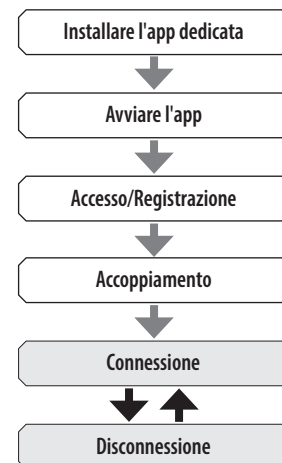 Installare l'app dedicata
Avviare l'app
Accesso/Registrazione
Accoppiamento
Connessione
Disconnessione